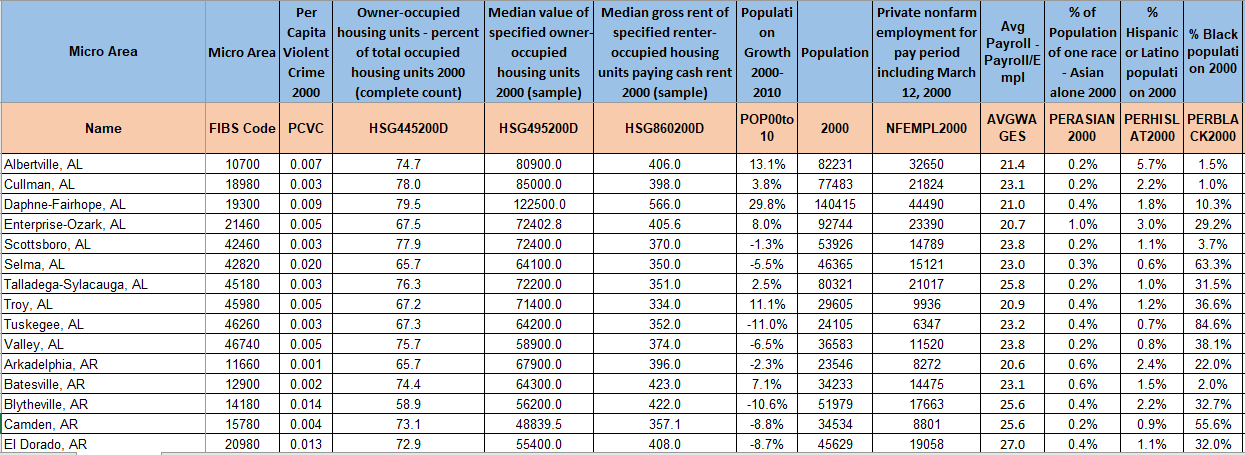 Micro Area | Micro Area | Per Capita Violent Crime 2000 | Owner-occupied housing units - percent of total occupied housing units 2000 (complete count) | Median value of specified owner-occupied housing units 2000 (sample) | Median gross rent of specified renter-occupied housing units paying cash rent 2000 (sample) | Populati on Growth 2000-2010 | Population | Private nonfarm employment for pay period including March 12, 2000 | Avg Payroll - Payroll/E mpl | % of Population of one race - Asian alone 2000 | % Hispanic or Latino populati on 2000 | % Black populati on 2000
Name | FIBS Code | PCVC | HSG445200D | HSG495200D | HSG860200D | POP00to 10 | 2000 | NFEMPL2000 | AVGWA GES | PERASIAN 2000 | PERHISL AT2000 | PERBLA CK2000
Albertville, AL | 10700 | 0.007 | 74.7 | 80900.0 | 406.0 | 13.1% | 82231 | 32650 | 21.4 | 0.2% | 5.7% | 1.5%
Cullman, AL | 18980 | 0.003 | 78.0 | 85000.0 | 398.0 | 3.8% | 77483 | 21824 | 23.1 | 0.2% | 2.2% | 1.0%
Daphne-Fairhope, AL | 19300 | 0.009 | 79.5 | 122500.0 | 566.0 | 29.8% | 140415 | 44490 | 21.0 | 0.4% | 1.8% | 10.3%
Enterprise-Ozark, AL | 21460 | 0.005 | 67.5 | 72402.8 | 405.6 | 8.0% | 92744 | 23390 | 20.7 | 1.0% | 3.0% | 29.2%
Scottsboro, AL | 42460 | 0.003 | 77.9 | 72400.0 | 370.0 | -1.3% | 53926 | 14789 | 23.8 | 0.2% | 1.1% | 3.7%
Selma, AL | 42820 | 0.020 | 65.7 | 64100.0 | 350.0 | -5.5% | 46365 | 15121 | 23.0 | 0.3% | 0.6% | 63.3%
Talladega-Sylacauga, AL | 45180 | 0.003 | 76.3 | 72200.0 | 351.0 | 2.5% | 80321 | 21017 | 25.8 | 0.2% | 1.0% | 31.5%
Troy, AL | 45980 | 0.005 | 67.2 | 71400.0 | 334.0 | 11.1% | 29605 | 9936 | 20.9 | 0.4% | 1.2% | 36.6%
Tuskegee, AL | 46260 | 0.003 | 67.3 | 64200.0 | 352.0 | -11.0% | 24105 | 6347 | 23.2 | 0.4% | 0.7% | 84.6%
Valley, AL | 46740 | 0.005 | 75.7 | 58900.0 | 374.0 | -6.5% | 36583 | 11520 | 23.8 | 0.2% | 0.8% | 38.1%
Arkadelphia, AR | 11660 | 0.001 | 65.7 | 67900.0 | 396.0 | -2.3% | 23546 | 8272 | 20.6 | 0.6% | 2.4% | 22.0%
Batesville, AR | 12900 | 0.002 | 74.4 | 64300.0 | 423.0 | 7.1% | 34233 | 14475 | 23.1 | 0.6% | 1.5% | 2.0%
Blytheville, AR | 14180 | 0.014 | 58.9 | 56200.0 | 422.0 | -10.6% | 51979 | 17663 | 25.6 | 0.4% | 2.2% | 32.7%
Camden, AR | 15780 | 0.004 | 73.1 | 48839.5 | 357.1 | -8.8% | 34534 | 8801 | 25.6 | 0.2% | 0.9% | 55.6%
El Dorado, AR | 20980 | 0.013 | 72.9 | 55400.0 | 408.0 | -8.7% | 45629 | 19058 | 27.0 | 0.4% | 1.1% | 32.0%